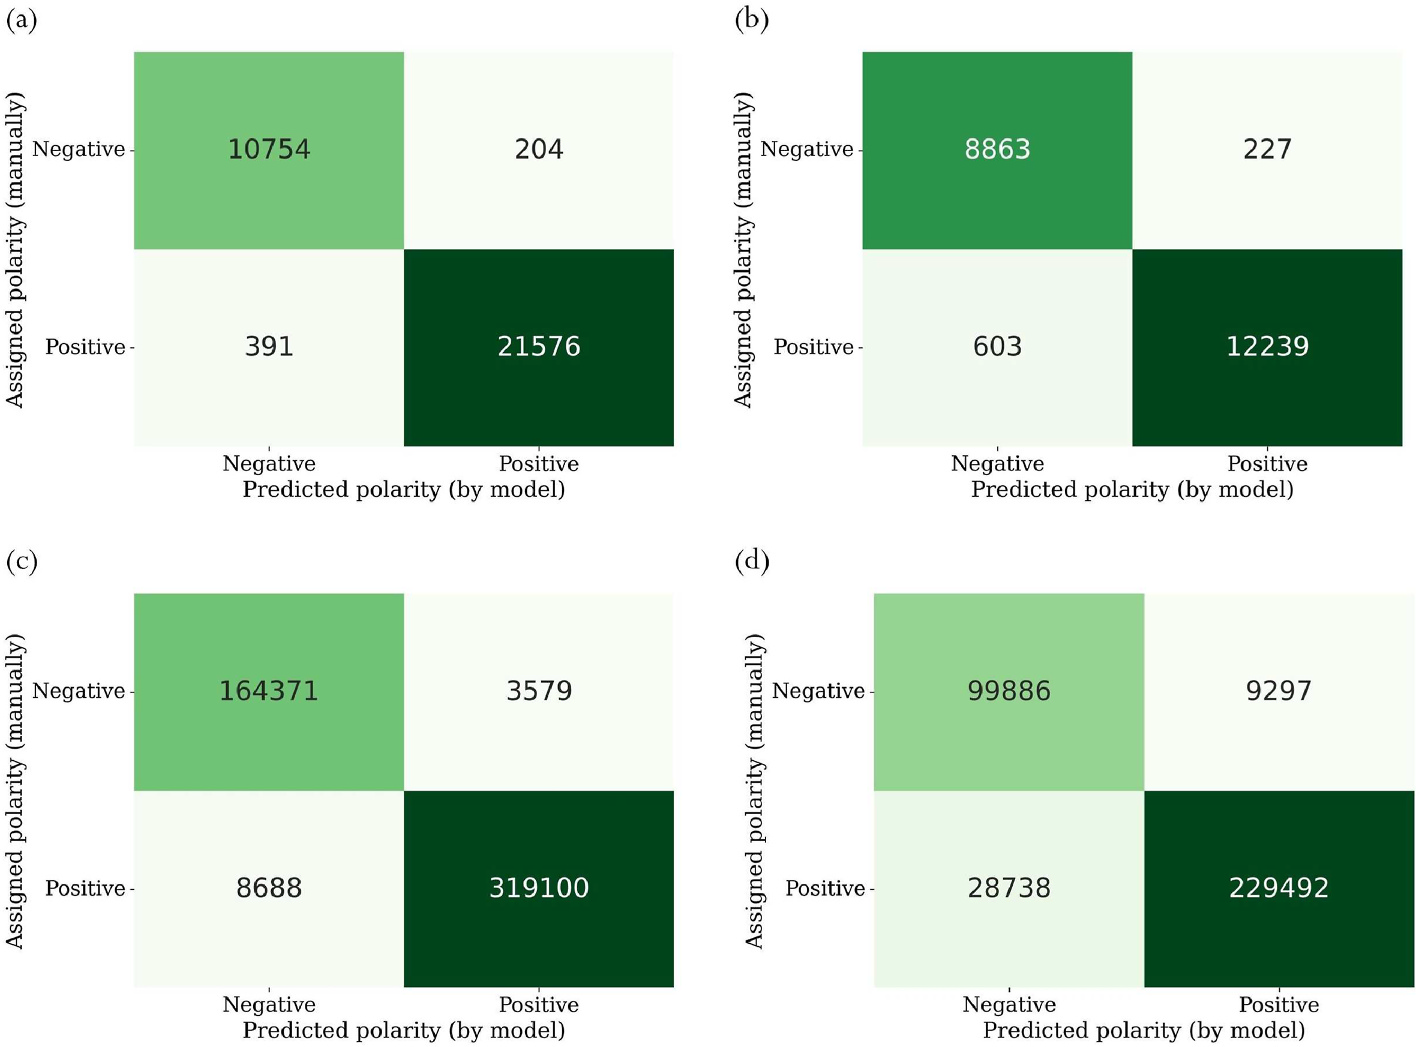 (a)
Assigned polarity (manually)
Negative
10754
204
Positive
391
21576
Negative
Positive
Predicted polarity (by model)
(b)
Assigned polarity (manually)
Negative
8863
227
Positive
603
12239
Negative
Positive
Predicted polarity (by model)
(c)
Assigned polarity (manually)
Negative
164371
3579
Positive
8688
319100
Negative
Positive
Predicted polarity (by model)
(d)
Assigned polarity (manually)
Negative
99886
9297
Positive
28738
229492
Negative
Positive
Predicted polarity (by model)